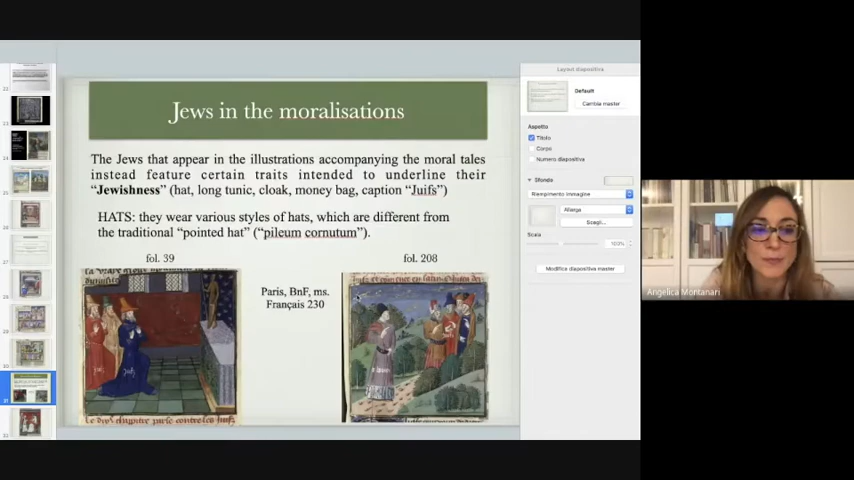 Jews in the moralisations
The Jews that appear in the illustrations accompanying the moral tales
instead feature certain traits intended to underline their
"Jewishness" (hat, long tunic, cloak, money bag, caption "Juifs")
HATS: they wear various styles of hats, which are different from
the traditional "pointed hat" ("pileum cornutum").
fol. 39
fol. 208
Paris, BnF, ms.
Français 230
Layout diapositiva
Default
Cambia master
Aspetto
Titolo
Corpo
Numero diapositiva
Sfondo
Riempimento immagine
Allarga
Scegli...
Scala
100%
Modifica diapositiva master
Angelica Montanari